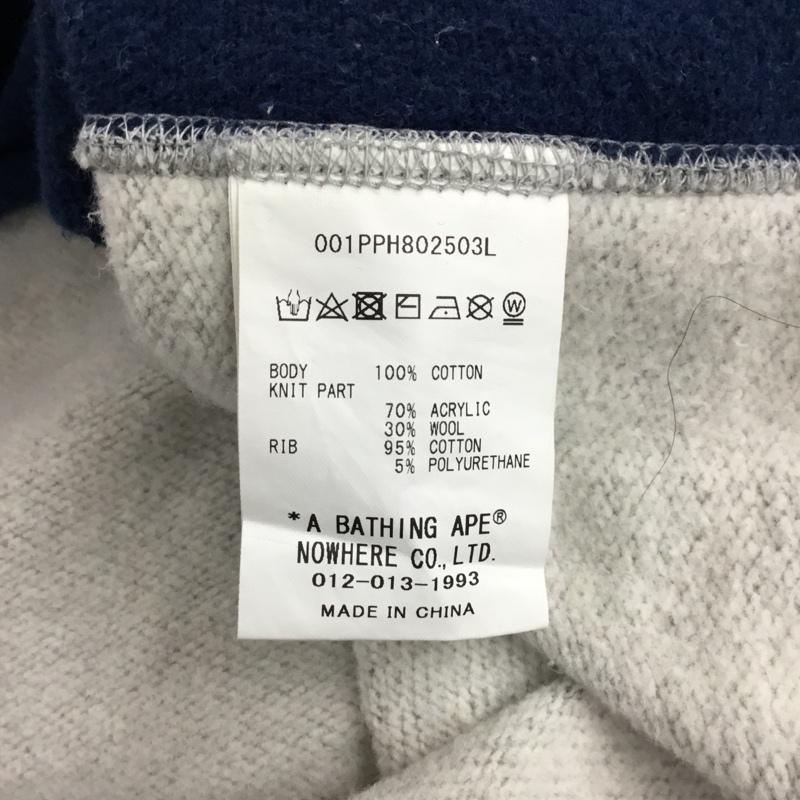 001PPH802503L
W
BODY 100% COTTON
KNIT PART
70% ACRYLIC
30% WOOL
RIB 95% COTTON
5% POLYURETHANE
*A BATHING APE®
NOWHERE CO., LTD.
012-013-1993
MADE IN CHINA